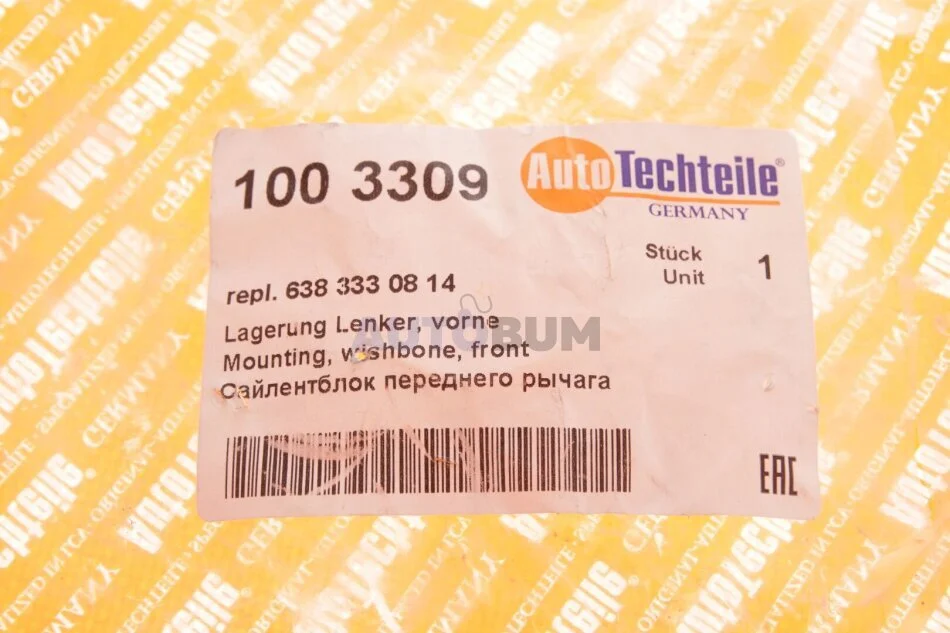 100 3309
AutoTechteile®
GERMANY
Stück
Unit
1
repl. 638 333 08 14
Lagerung Lenker, vorne
Mounting, wishbone, front
Сайлентблок переднего рычага
AUTOBUM
EAC